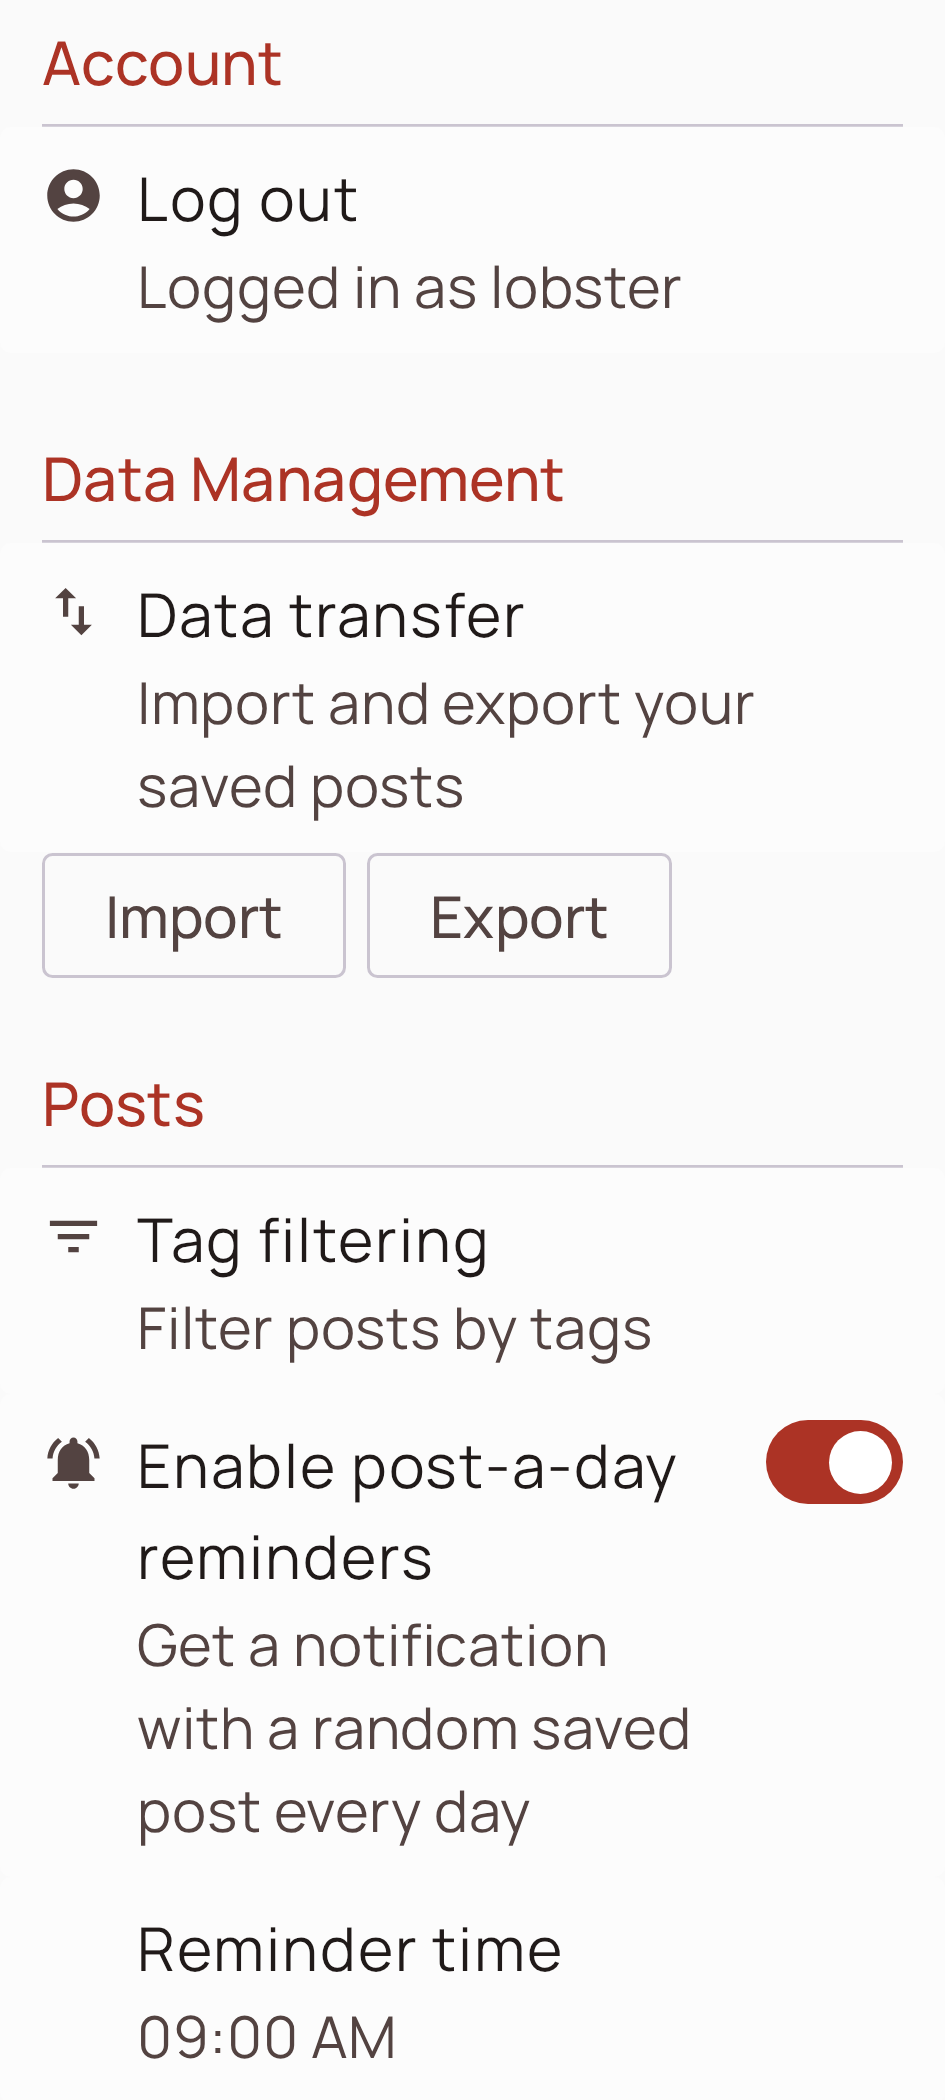 Account
Log out
Logged in as lobster
Data Management
Data transfer
Import and export your
saved posts
Import
Export
Posts
Tag filtering
Filter posts by tags
Enable post-a-day
reminders
Get a notification
with a random saved
post every day
Reminder time
09:00 AM